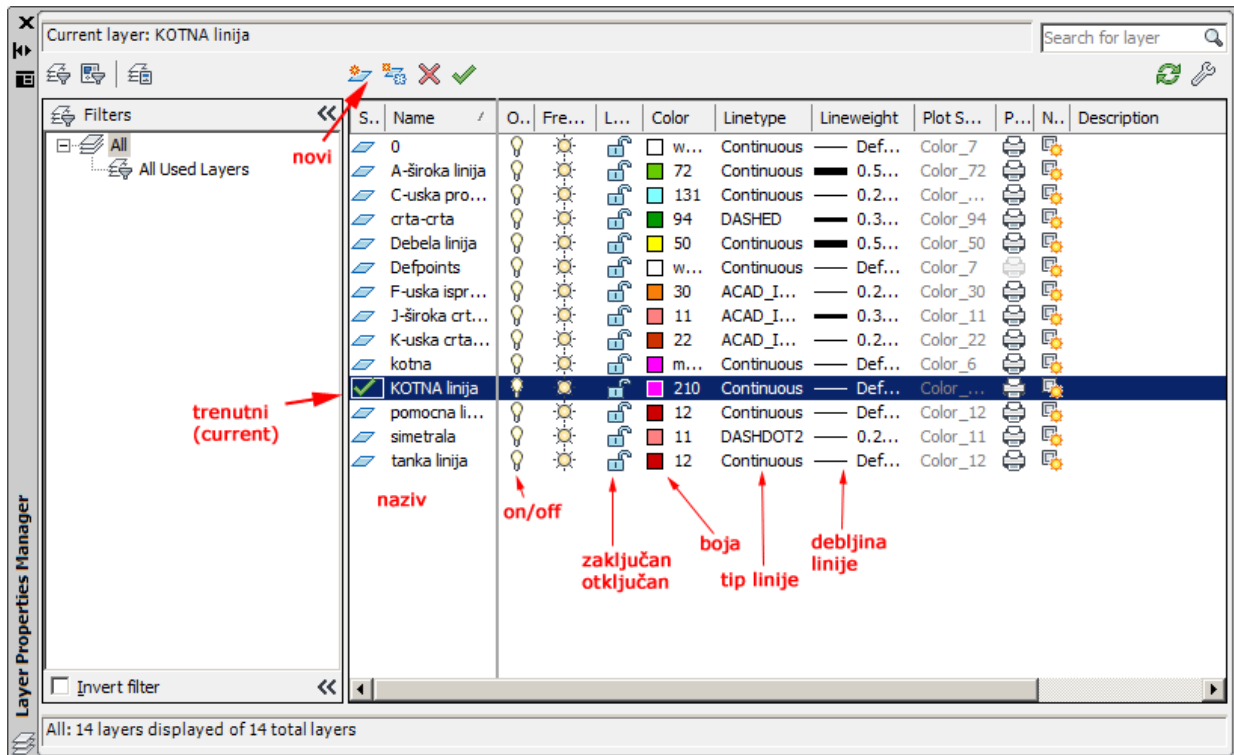 Current layer: KOTNA linija
Search for layer
Filters
All
All Used Layers
novi
S.. Name O.. Fre... L... Color Linetype Lineweight Plot S... P... N.. Description
0 w... Continuous Def... Color_7
A-široka linija 72 Continuous 0.5... Color_72
C-uska pro... 131 Continuous 0.2... Color_...
crta-crta 94 DASHED 0.3... Color_94
Debela linija 50 Continuous 0.5... Color_50
Defpoints w... Continuous Def... Color_7
F-uska ispr... 30 ACAD_I... 0.2... Color_30
J-široka crt... 11 ACAD_I... 0.3... Color_11
K-uska crta... 22 ACAD_I... 0.2... Color_22
kotna m... Continuous Def... Color_6
KOTNA linija 210 Continuous Def... Color_...
pomocna li... 12 Continuous Def... Color_12
simetrala 11 DASHDOT2 0.2... Color_11
tanka linija 12 Continuous Def... Color_12
trenutni
(current)
naziv
on/off
zaključan
otključan
boja
tip linije
debljina
linije
Layer Properties Manager
Invert filter
All: 14 layers displayed of 14 total layers